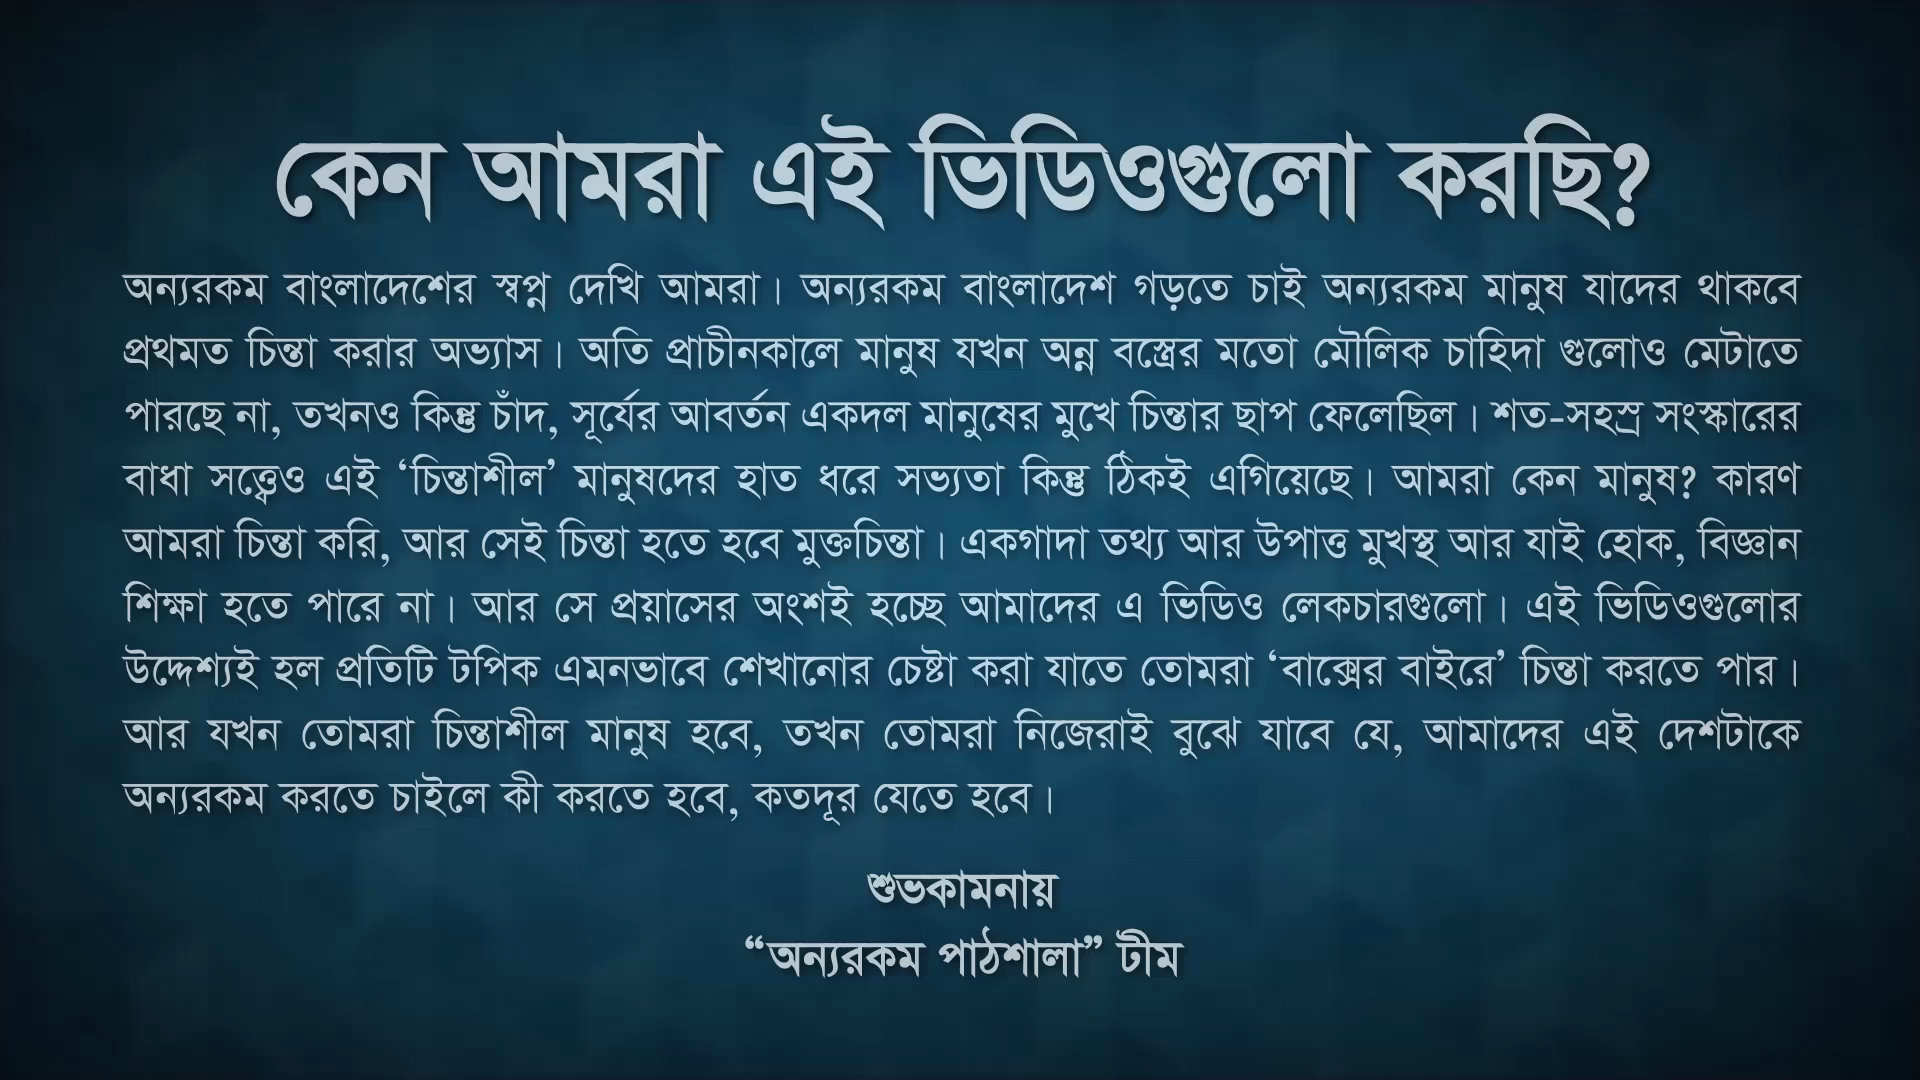 কেন আমরা এই ভিডিওগুলো করছি?
অন্যরকম বাংলাদেশের স্বপ্ন দেখি আমরা। অন্যরকম বাংলাদেশ গড়তে চাই অন্যরকম মানুষ যাদের থাকবে
প্রথমত চিন্তা করার অভ্যাস। অতি প্রাচীনকালে মানুষ যখন অন্ন বস্ত্রের মতো মৌলিক চাহিদা গুলোও মেটাতে
পারছে না, তখনও কিন্তু চাঁদ, সূর্যের আবর্তন একদল মানুষের মুখে চিন্তার ছাপ ফেলেছিল। শত-সহস্র সংস্কারের
বাধা সত্ত্বেও এই ‘চিন্তাশীল’ মানুষদের হাত ধরে সভ্যতা কিন্তু ঠিকই এগিয়েছে। আমরা কেন মানুষ? কারণ
আমরা চিন্তা করি, আর সেই চিন্তা হতে হবে মুক্তচিন্তা। একগাদা তথ্য আর উপাত্ত মুখস্থ আর যাই হোক, বিজ্ঞান
শিক্ষা হতে পারে না। আর সে প্রয়াসের অংশই হচ্ছে আমাদের এ ভিডিও লেকচারগুলো। এই ভিডিওগুলোর
উদ্দেশ্যই হল প্রতিটি টপিক এমনভাবে শেখানোর চেষ্টা করা যাতে তোমরা ‘বাক্সের বাইরে’ চিন্তা করতে পার।
আর যখন তোমরা চিন্তাশীল মানুষ হবে, তখন তোমরা নিজেরাই বুঝে যাবে যে, আমাদের এই দেশটাকে
অন্যরকম করতে চাইলে কী করতে হবে, কতদূর যেতে হবে।
শুভকামনায়
“অন্যরকম পাঠশালা” টীম